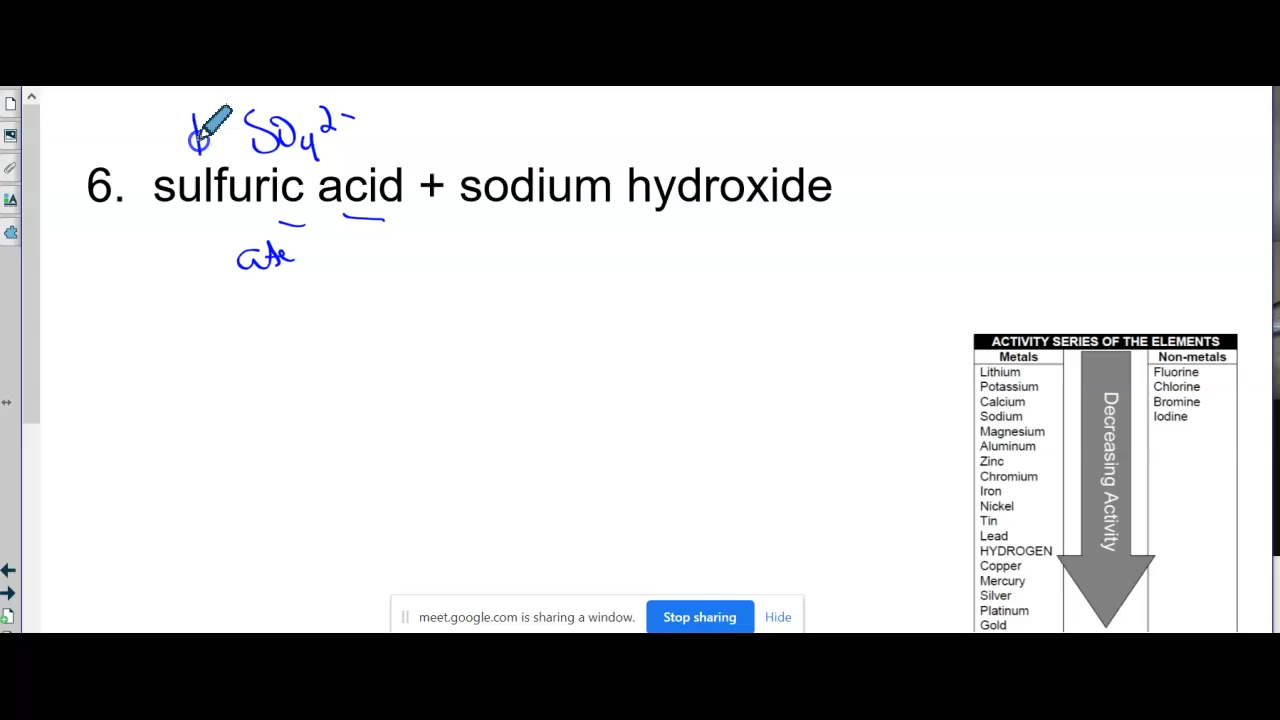 SO₄²⁻
6. sulfuric acid + sodium hydroxide
ate
ACTIVITY SERIES OF THE ELEMENTS
Metals Non-metals
Lithium Fluorine
Potassium Chlorine
Calcium Bromine
Sodium Iodine
Magnesium
Aluminum
Zinc
Chromium
Iron
Nickel
Tin
Lead
HYDROGEN
Copper
Mercury
Silver
Platinum
Gold
Decreasing Activity
meet.google.com is sharing a window. Stop sharing Hide